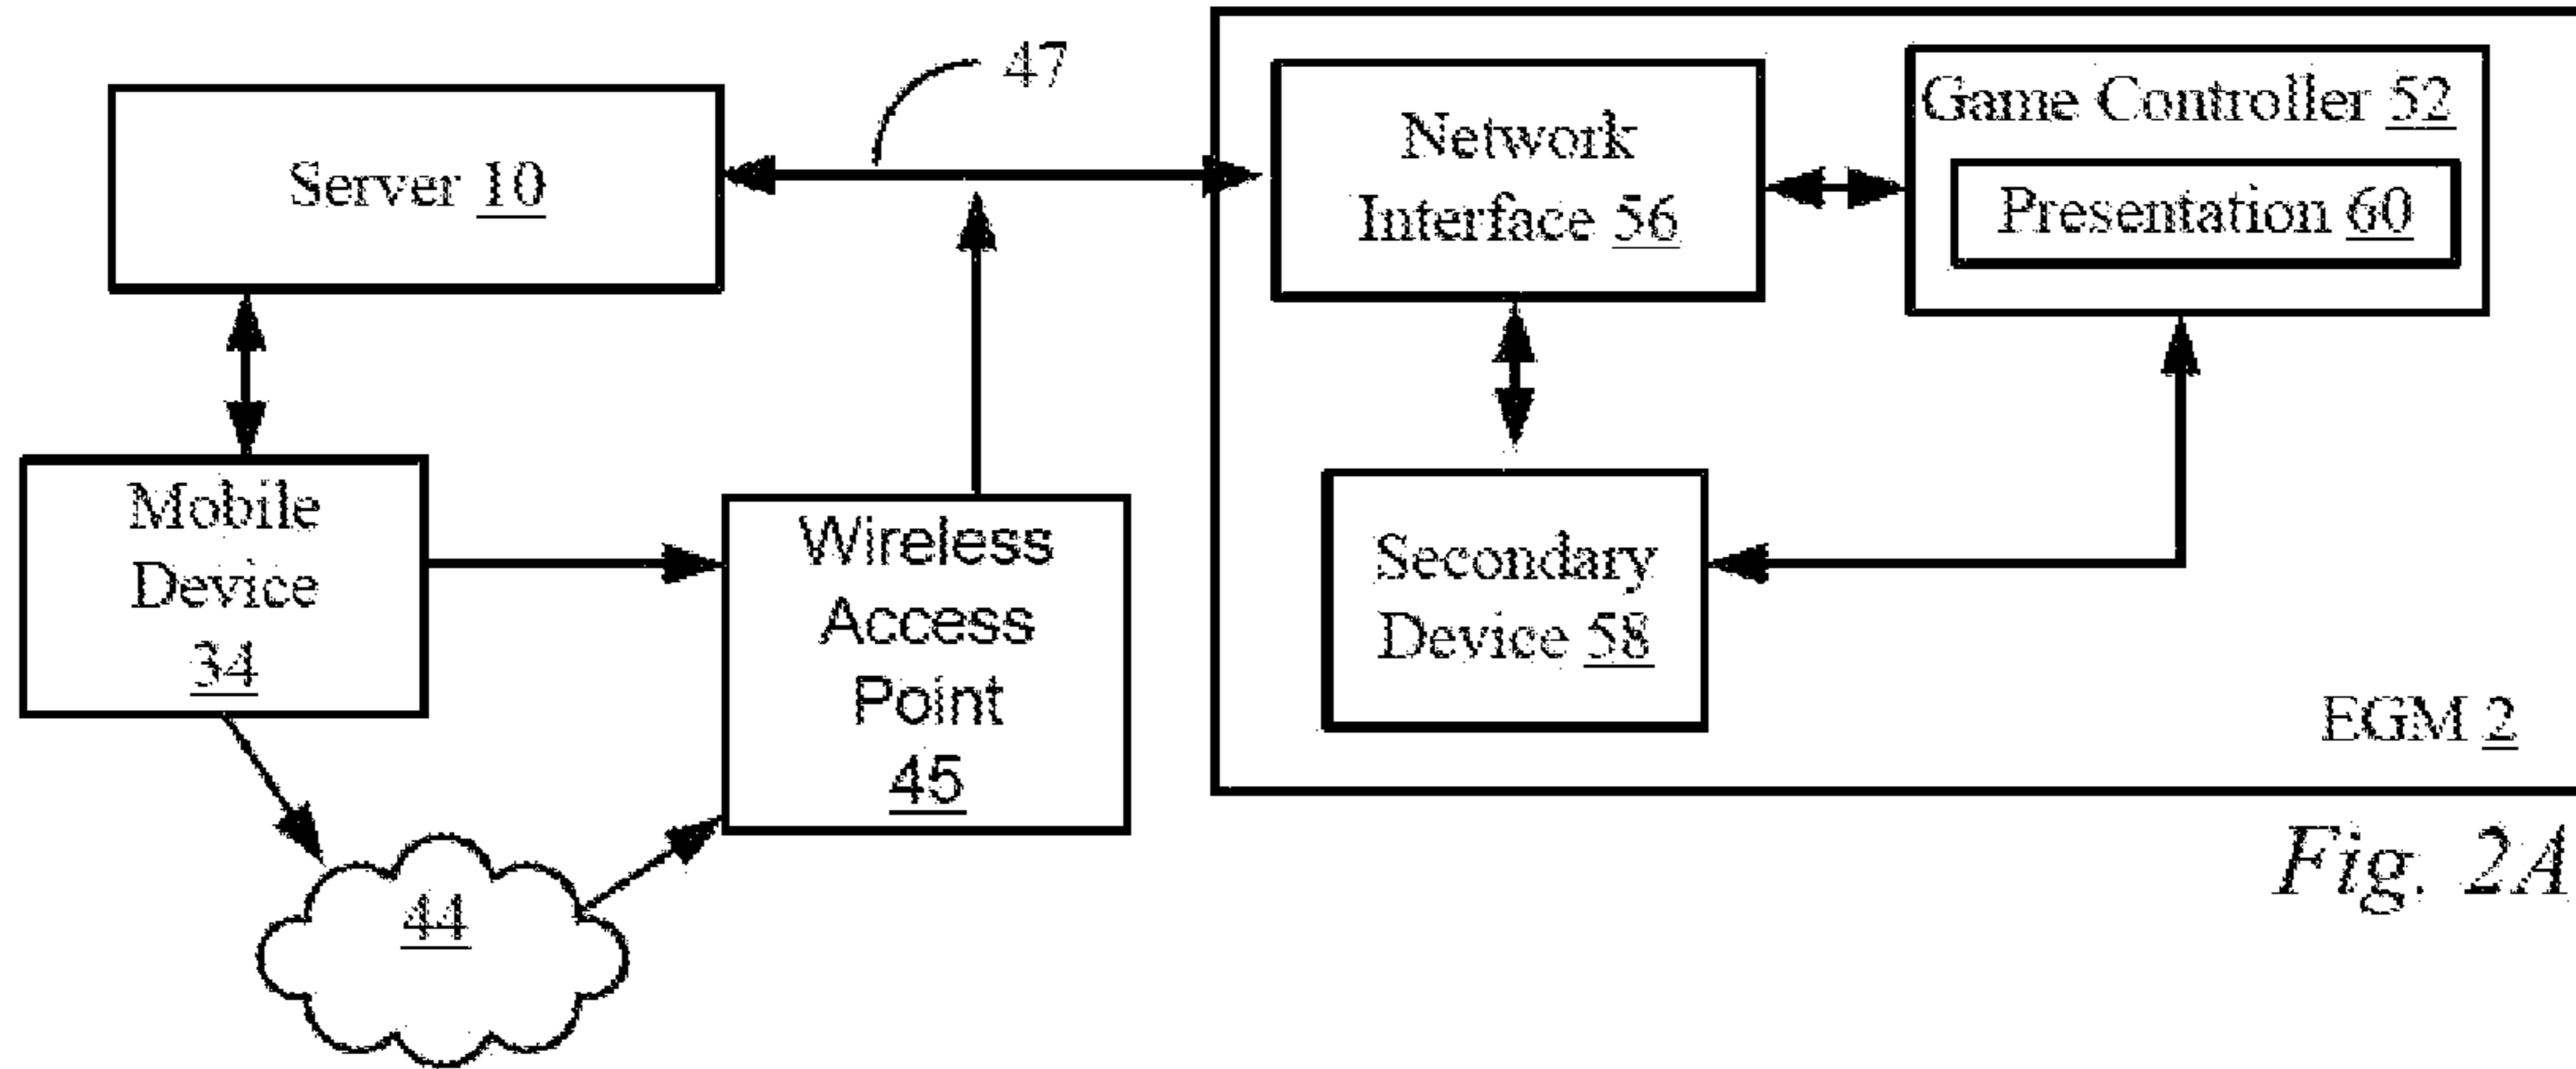 47
Server 10
Network
Interface 56
Game Controller 52
Presentation 60
Mobile
Device
34
Wireless
Access
Point
45
Secondary
Device 58
EGM 2
44
Fig. 2A